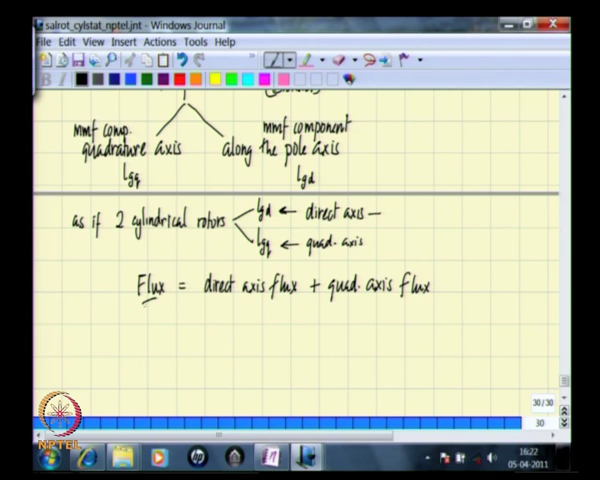 salrot_cylstat_nptel.jnt - Windows Journal
File Edit View Insert Actions Tools Help
mmf comp. mmf component
quadrature axis along the pole axis
lgq lgd
as if 2 cylindrical rotors lgd ← direct axis –
lgq ← quad. axis
Flux = direct axis flux + quad. axis flux
30/30
30
NPTEL
16:22
05-04-2011